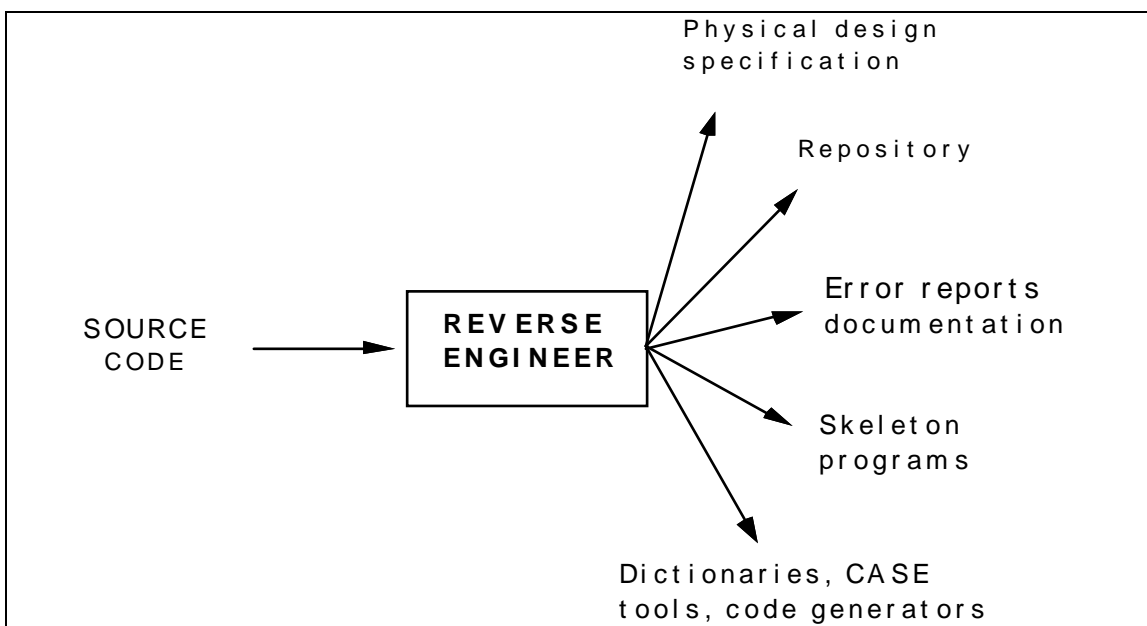 Physical design
specification
Repository
Error reports
documentation
SOURCE
CODE
REVERSE
ENGINEER
Skeleton
programs
Dictionaries, CASE
tools, code generators